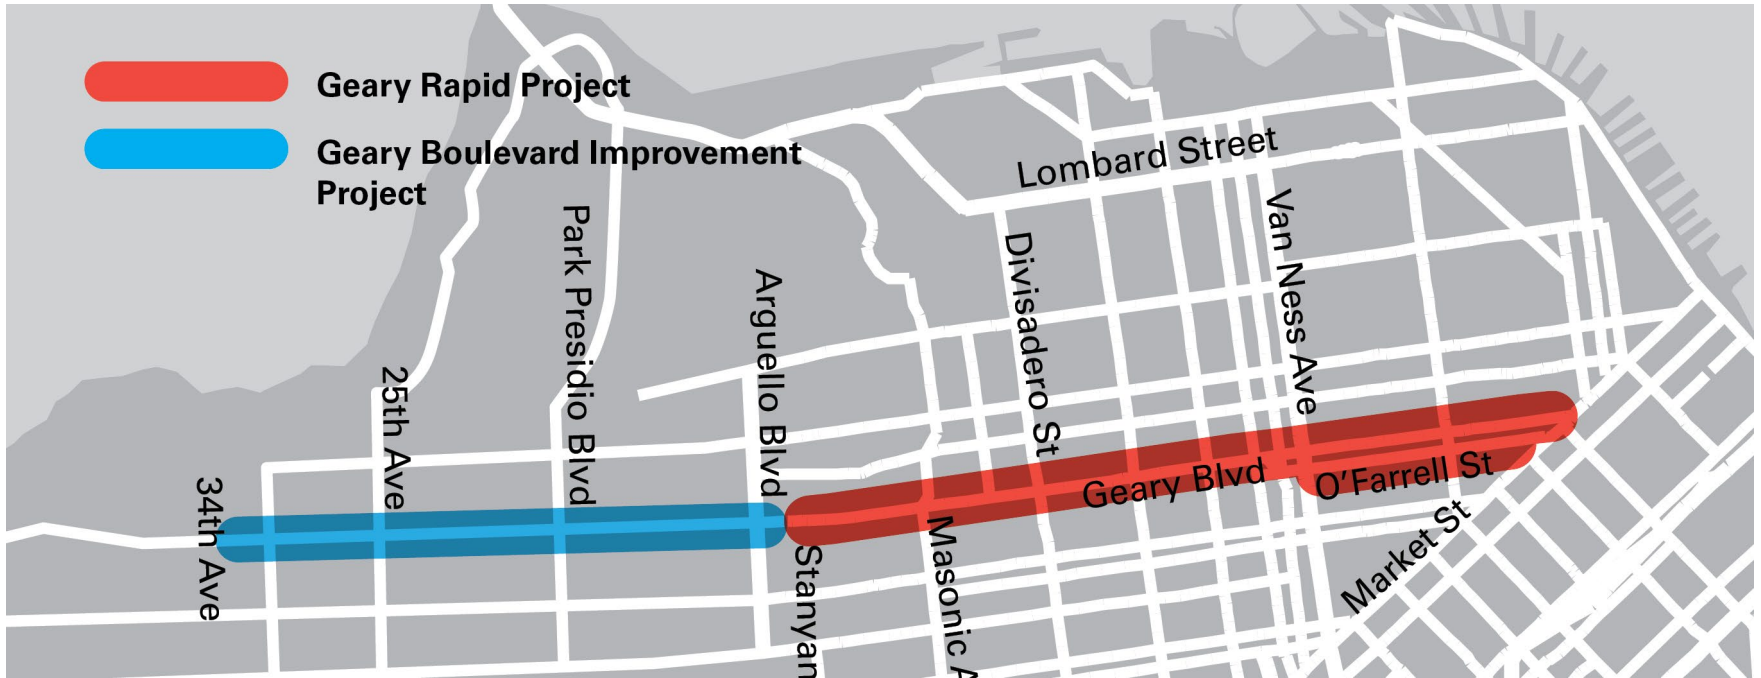 Geary Rapid Project
Geary Boulevard Improvement
Project
Lombard Street
Park Presidio Blvd
Van Ness Ave
Divisadero St
Arguello Blvd
25th Ave
Geary Blvd
O'Farrell St
34th Ave
Market St
Masonic A
Stanyan